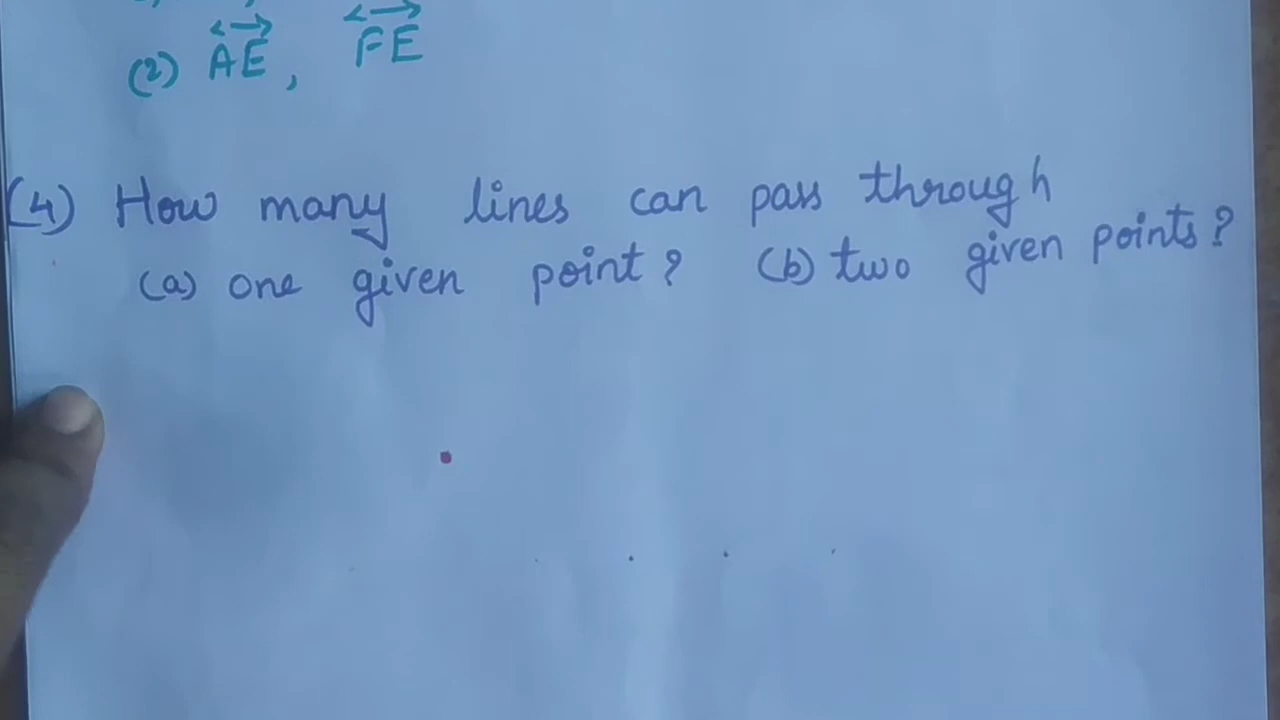 (2) AE, FE
(4) How many lines can pass through
(a) one given point? (b) two given points?